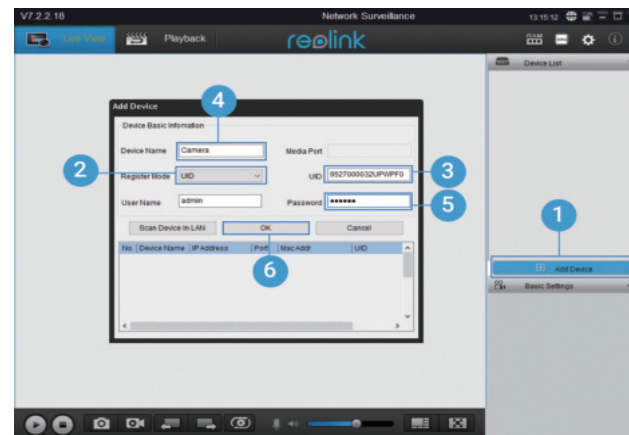 V7.2.2.18 Network Surveillance 13:15:12
Live View Playback reolink
Device List
Add Device
4
Device Basic Infomation
Device Name Camera Media Port
2 Register Mode UID UID 9527000032UPWPF0 3
User Name admin Password ●●●●●● 5
1
Scan Device In LAN OK Cancel
No. Device Name IP Address Port Mac Addr UID
6
Add Device
Basic Settings